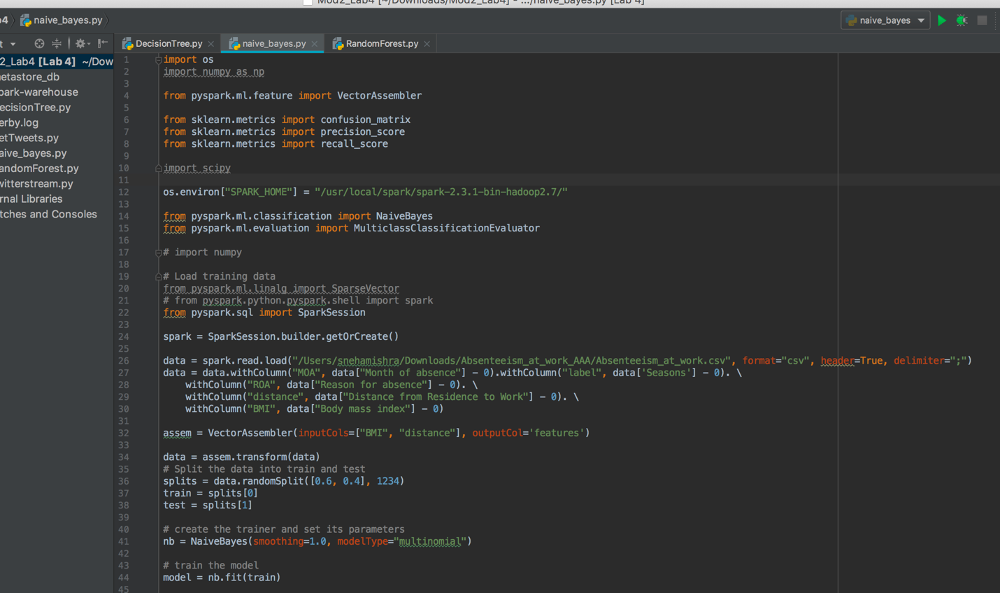 Mod2_Lab4 [~/Downloads/Mod2_Lab4] - .../naive_bayes.py [Lab 4]
b4 naive_bayes.py
naive_bayes
t
DecisionTree.py
naive_bayes.py
RandomForest.py
2_Lab4 [Lab 4] ~/Dow
etastore_db
park-warehouse
ecisionTree.py
erby.log
etTweets.py
aive_bayes.py
andomForest.py
witterstream.py
rnal Libraries
tches and Consoles
1 import os
2 import numpy as np
3
4 from pyspark.ml.feature import VectorAssembler
5
6 from sklearn.metrics import confusion_matrix
7 from sklearn.metrics import precision_score
8 from sklearn.metrics import recall_score
9
10 import scipy
11
12 os.environ["SPARK_HOME"] = "/usr/local/spark/spark-2.3.1-bin-hadoop2.7/"
13
14 from pyspark.ml.classification import NaiveBayes
15 from pyspark.ml.evaluation import MulticlassClassificationEvaluator
16
17 # import numpy
18
19 # Load training data
20 from pyspark.ml.linalg import SparseVector
21 # from pyspark.python.pyspark.shell import spark
22 from pyspark.sql import SparkSession
23
24 spark = SparkSession.builder.getOrCreate()
25
26 data = spark.read.load("/Users/snehamishra/Downloads/Absenteeism_at_work_AAA/Absenteeism_at_work.csv", format="csv", header=True, delimiter=";")
27 data = data.withColumn("MOA", data["Month of absence"] - 0).withColumn("label", data['Seasons'] - 0). \
28     withColumn("ROA", data["Reason for absence"] - 0). \
29     withColumn("distance", data["Distance from Residence to Work"] - 0). \
30     withColumn("BMI", data["Body mass index"] - 0)
31
32 assem = VectorAssembler(inputCols=["BMI", "distance"], outputCol='features')
33
34 data = assem.transform(data)
35 # Split the data into train and test
36 splits = data.randomSplit([0.6, 0.4], 1234)
37 train = splits[0]
38 test = splits[1]
39
40 # create the trainer and set its parameters
41 nb = NaiveBayes(smoothing=1.0, modelType="multinomial")
42
43 # train the model
44 model = nb.fit(train)
45